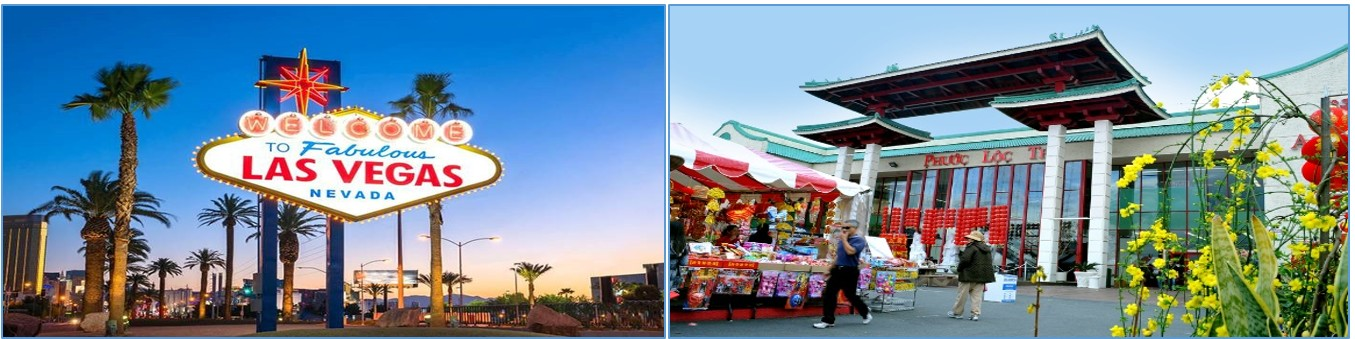 WELCOME
TO Fabulous
LAS VEGAS
NEVADA
PHƯỚC LỘC